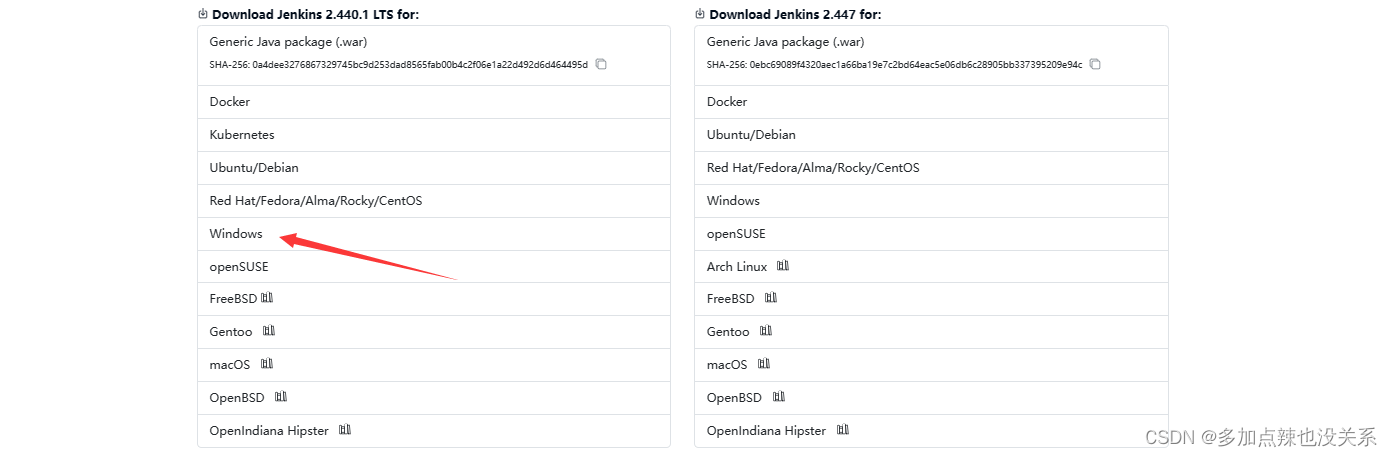 Download Jenkins 2.440.1 LTS for:
Generic Java package (.war)
SHA-256: 0a4dee3276867329745bc9d253dad8565fab00b4c2f06e1a22d492d6d464495d
Docker
Kubernetes
Ubuntu/Debian
Red Hat/Fedora/Alma/Rocky/CentOS
Windows
openSUSE
FreeBSD
Gentoo
macOS
OpenBSD
OpenIndiana Hipster
Download Jenkins 2.447 for:
Generic Java package (.war)
SHA-256: 0ebc69089f4320aec1a66ba19e7c2bd64eac5e06db6c28905bb337395209e94c
Docker
Ubuntu/Debian
Red Hat/Fedora/Alma/Rocky/CentOS
Windows
openSUSE
Arch Linux
FreeBSD
Gentoo
macOS
OpenBSD
OpenIndiana Hipster
CSDN @多加点辣也没关系